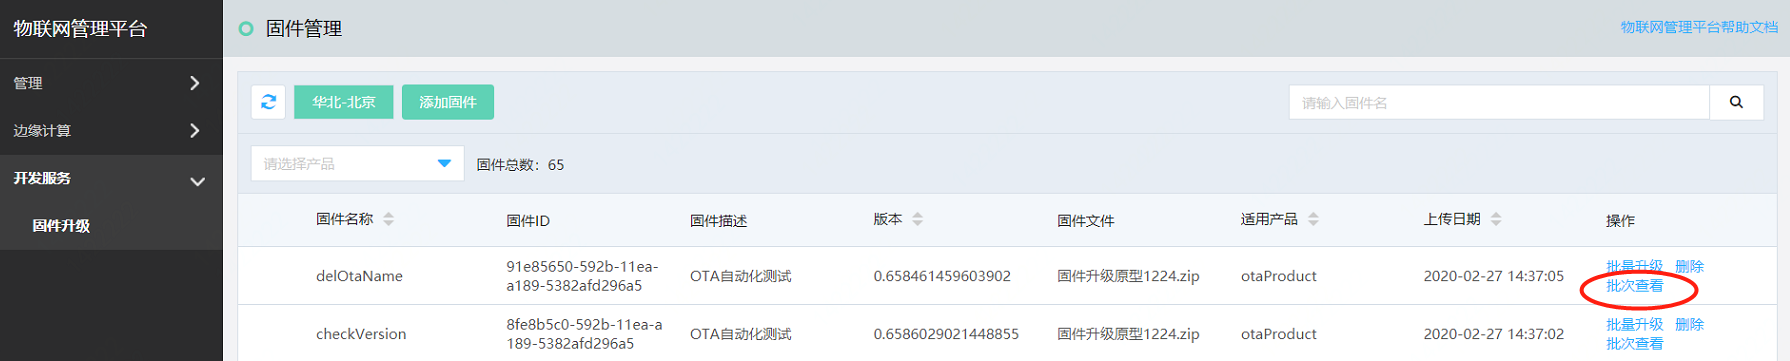 物联网管理平台
固件管理
物联网管理平台帮助文档
管理
边缘计算
开发服务
固件升级
华北-北京
添加固件
请输入固件名
请选择产品
固件总数：65
固件名称 固件ID 固件描述 版本 固件文件 适用产品 上传日期 操作
delOtaName
91e85650-592b-11ea-
a189-5382afd296a5
OTA自动化测试
0.658461459603902
固件升级原型1224.zip
otaProduct
2020-02-27 14:37:05
批量升级 删除
批次查看
checkVersion
8fe8b5c0-592b-11ea-a
189-5382afd296a5
OTA自动化测试
0.6586029021448855
固件升级原型1224.zip
otaProduct
2020-02-27 14:37:02
批量升级 删除
批次查看